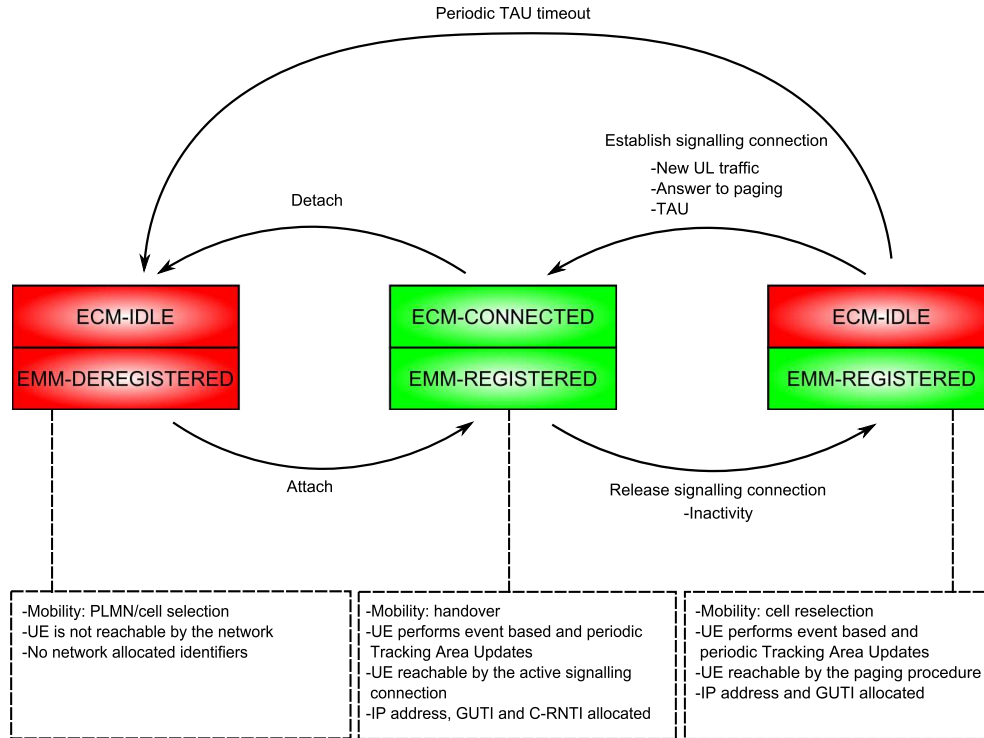 Periodic TAU timeout
Establish signalling connection
-New UL traffic
-Answer to paging
-TAU
Detach
ECM-IDLE
EMM-DEREGISTERED
ECM-CONNECTED
EMM-REGISTERED
ECM-IDLE
EMM-REGISTERED
Attach
Release signalling connection
-Inactivity
-Mobility: PLMN/cell selection
-UE is not reachable by the network
-No network allocated identifiers
-Mobility: handover
-UE performs event based and periodic
Tracking Area Updates
-UE reachable by the active signalling
connection
-IP address, GUTI and C-RNTI allocated
-Mobility: cell reselection
-UE performs event based and
periodic Tracking Area Updates
-UE reachable by the paging procedure
-IP address and GUTI allocated